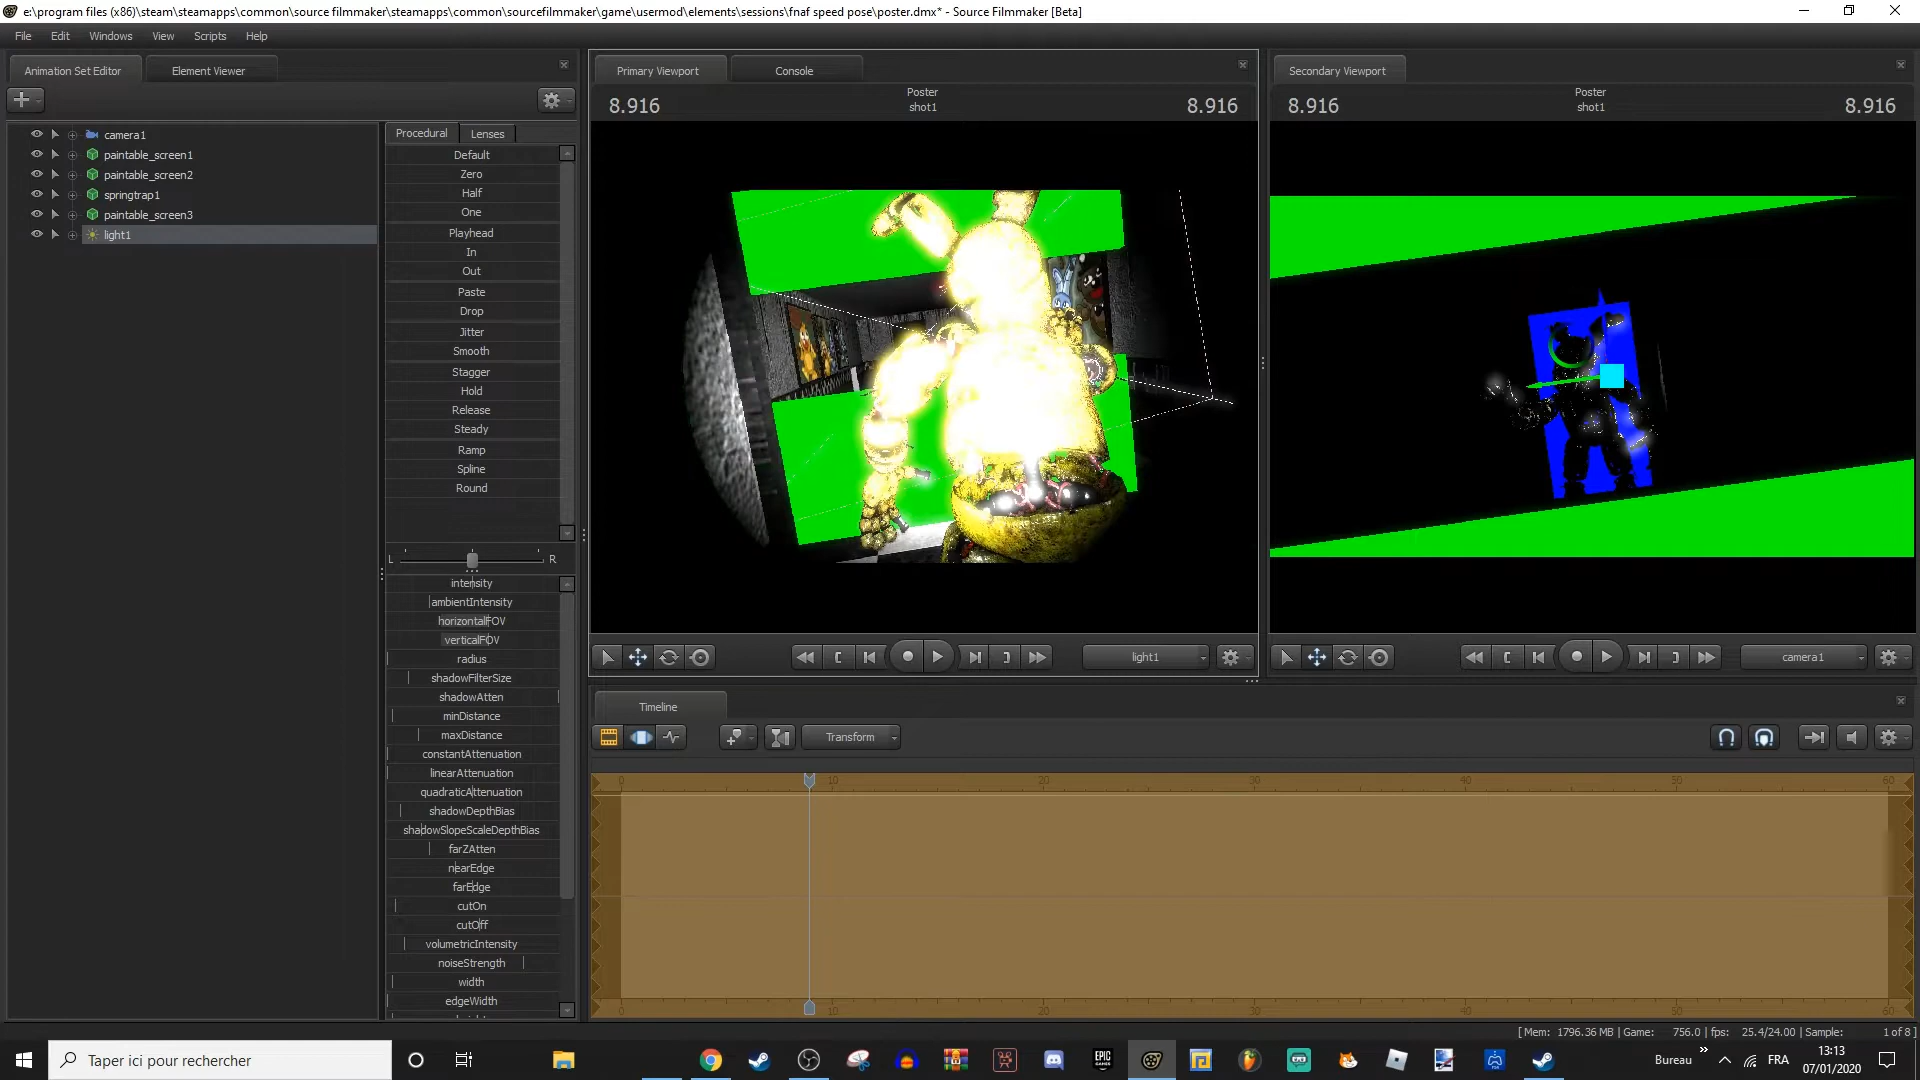 e:\program files (x86)\steam\steamapps\common\source filmmaker\steamapps\common\sourcefilmmaker\game\usermod\elements\sessions\fnaf speed pose\poster.dmx* - Source Filmmaker [Beta]
File Edit Windows View Scripts Help
Animation Set Editor
Element Viewer
camera1
paintable_screen1
paintable_screen2
springtrap1
paintable_screen3
light1
Procedural
Lenses
Default
Zero
Half
One
Playhead
In
Out
Paste
Drop
Jitter
Smooth
Stagger
Hold
Release
Steady
Ramp
Spline
Round
L
R
intensity
ambientIntensity
horizontalFOV
verticalFOV
radius
shadowFilterSize
shadowAtten
minDistance
maxDistance
constantAttenuation
linearAttenuation
quadraticAttenuation
shadowDepthBias
shadowSlopeScaleDepthBias
farZAtten
nearEdge
farEdge
cutOn
cutOff
volumetricIntensity
noiseStrength
width
edgeWidth
Primary Viewport
Console
8.916
Poster
shot1
8.916
light1
Secondary Viewport
8.916
Poster
shot1
8.916
camera1
Timeline
Transform
0 10 20 30 40 50 60
0 10 20 30 40 50 60
[ Mem: 1796.36 MB | Game: 756.0 | fps: 25.4/24.00 | Sample: 1 of 8 ]
Taper ici pour rechercher
EPIC GAMES
Bureau
FRA
13:13
07/01/2020